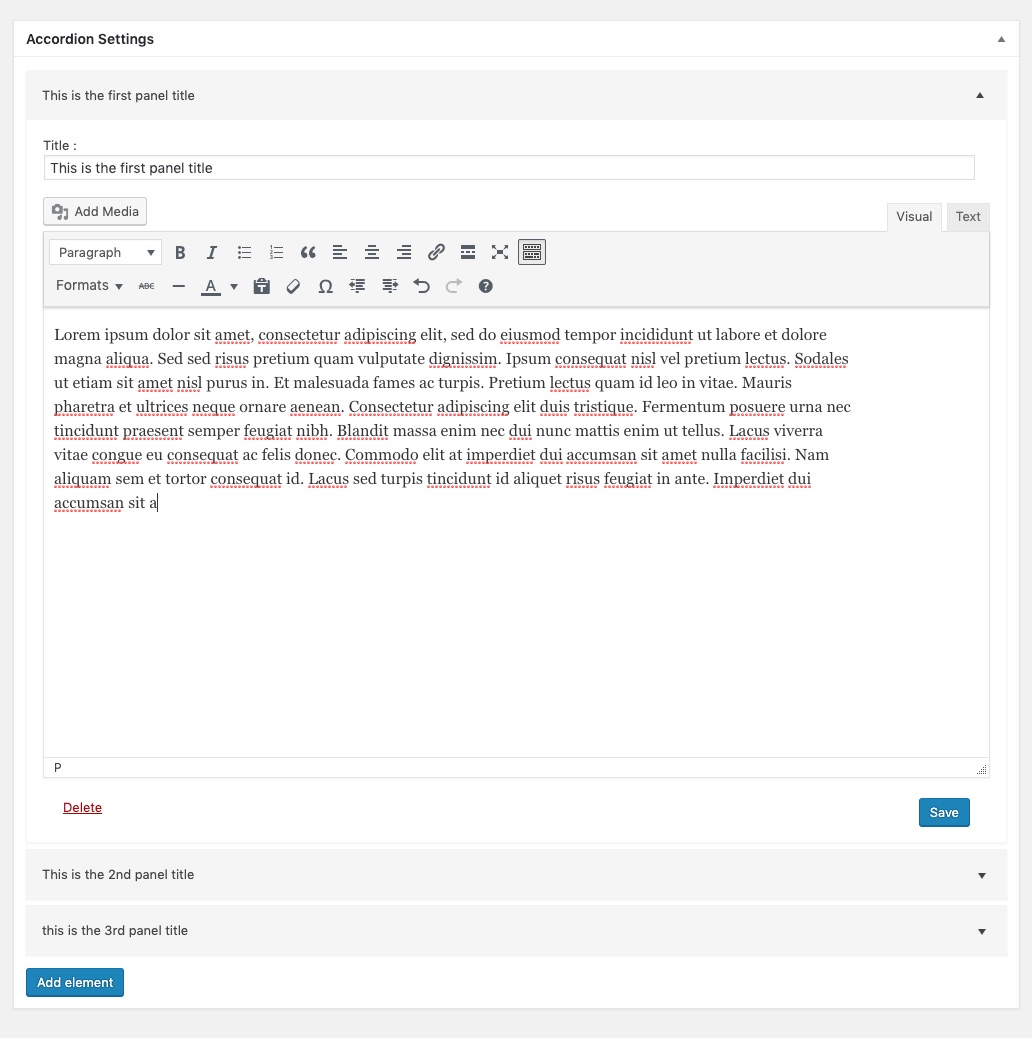 Accordion Settings
This is the first panel title
Title :
This is the first panel title
Add Media
Visual Text
Paragraph B I
Formats ABC A T Ω ?
Lorem ipsum dolor sit amet, consectetur adipiscing elit, sed do eiusmod tempor incididunt ut labore et dolore
magna aliqua. Sed sed risus pretium quam vulputate dignissim. Ipsum consequat nisl vel pretium lectus. Sodales
ut etiam sit amet nisl purus in. Et malesuada fames ac turpis. Pretium lectus quam id leo in vitae. Mauris
pharetra et ultrices neque ornare aenean. Consectetur adipiscing elit duis tristique. Fermentum posuere urna nec
tincidunt praesent semper feugiat nibh. Blandit massa enim nec dui nunc mattis enim ut tellus. Lacus viverra
vitae congue eu consequat ac felis donec. Commodo elit at imperdiet dui accumsan sit amet nulla facilisi. Nam
aliquam sem et tortor consequat id. Lacus sed turpis tincidunt id aliquet risus feugiat in ante. Imperdiet dui
accumsan sit a
P
Delete
Save
This is the 2nd panel title
this is the 3rd panel title
Add element